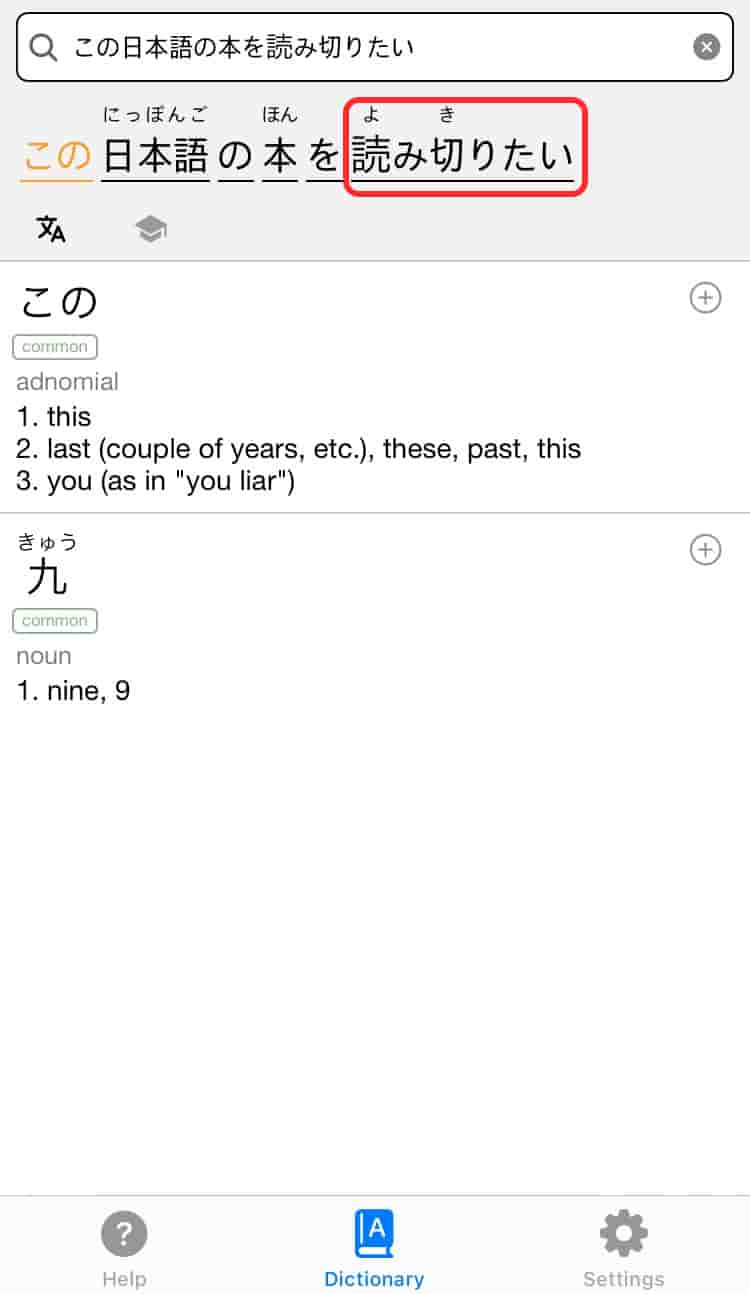 この日本語の本を読み切りたい
にっぽんご ほん よ き
この 日本語 の 本 を 読み切りたい
文A
この
common
adnomial
1. this
2. last (couple of years, etc.), these, past, this
3. you (as in "you liar")
きゅう
九
common
noun
1. nine, 9
?
A
Help Dictionary Settings